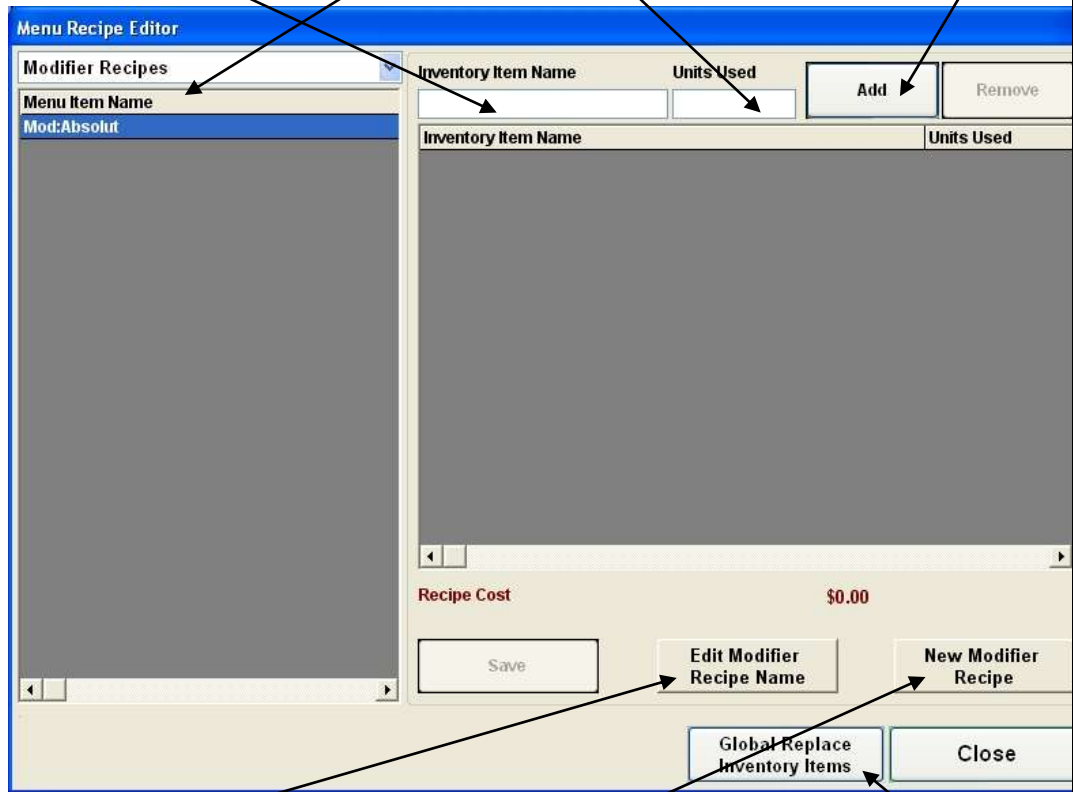 Menu Recipe Editor
Modifier Recipes
Menu Item Name
Mod:Absolut
Inventory Item Name
Units Used
Add
Remove
Inventory Item Name
Units Used
Recipe Cost
$0.00
Save
Edit Modifier
Recipe Name
New Modifier
Recipe
Global Replace
Inventory Items
Close